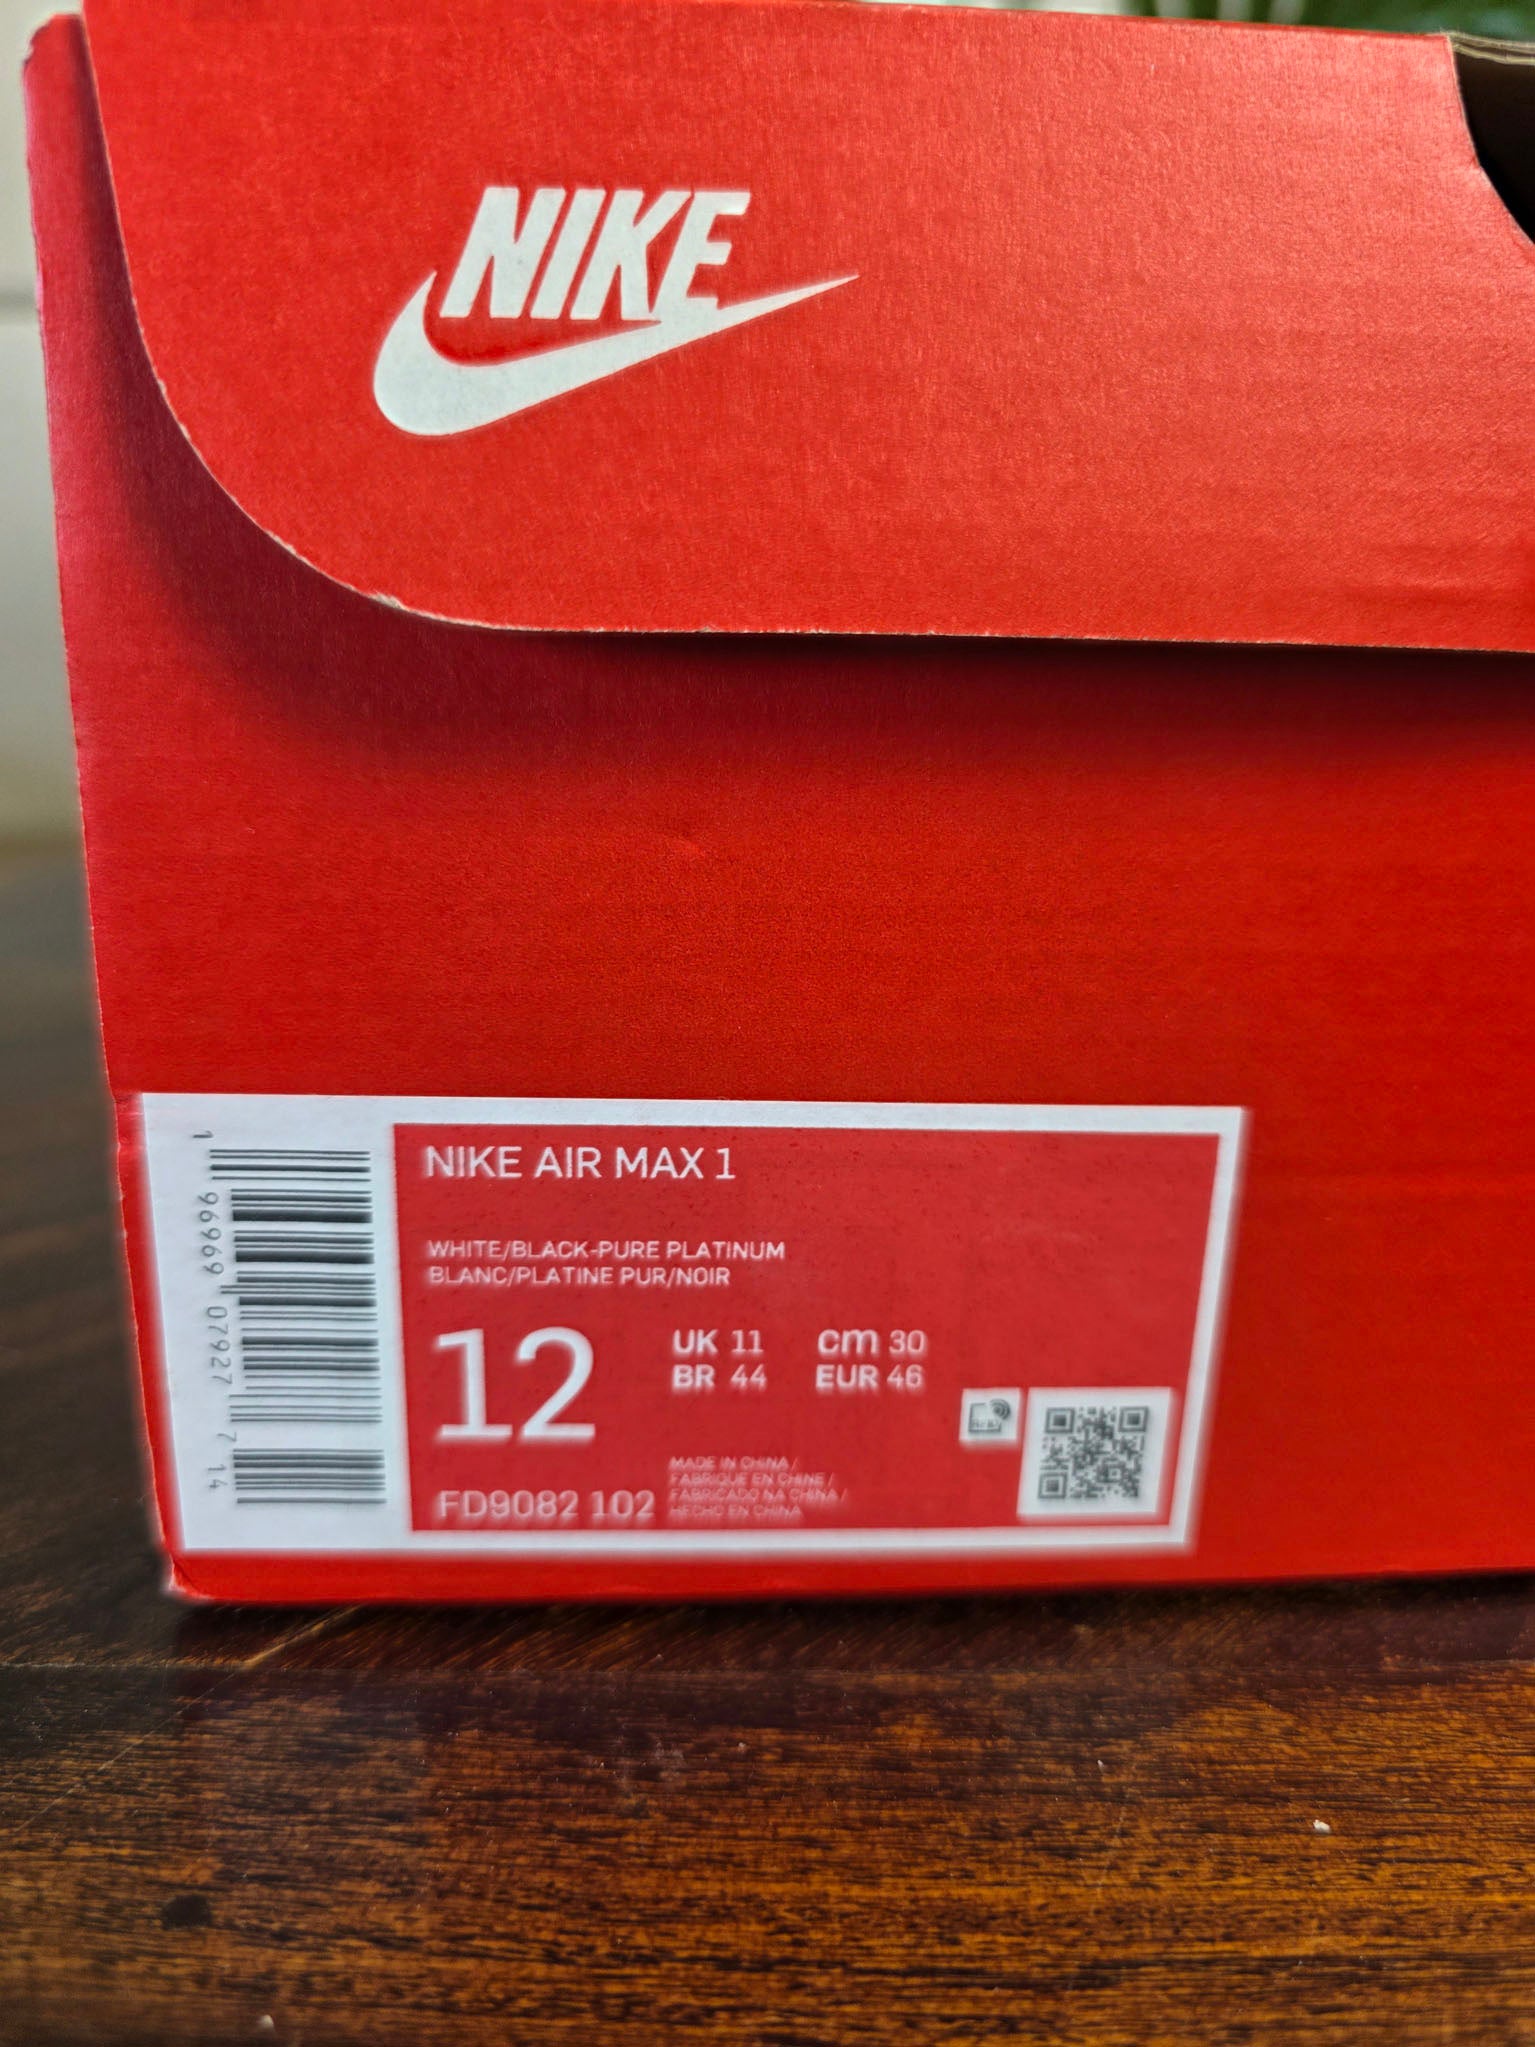 NIKE
NIKE AIR MAX 1
WHITE/BLACK-PURE PLATINUM
BLANC/PLATINE PUR/NOIR
12
UK 11 cm 30
BR 44 EUR 46
FD9082 102
MADE IN CHINA /
FABRIQUE EN CHINE /
FABRICADO NA CHINA /
HECHO EN CHINA
1 96969 07927 7 14